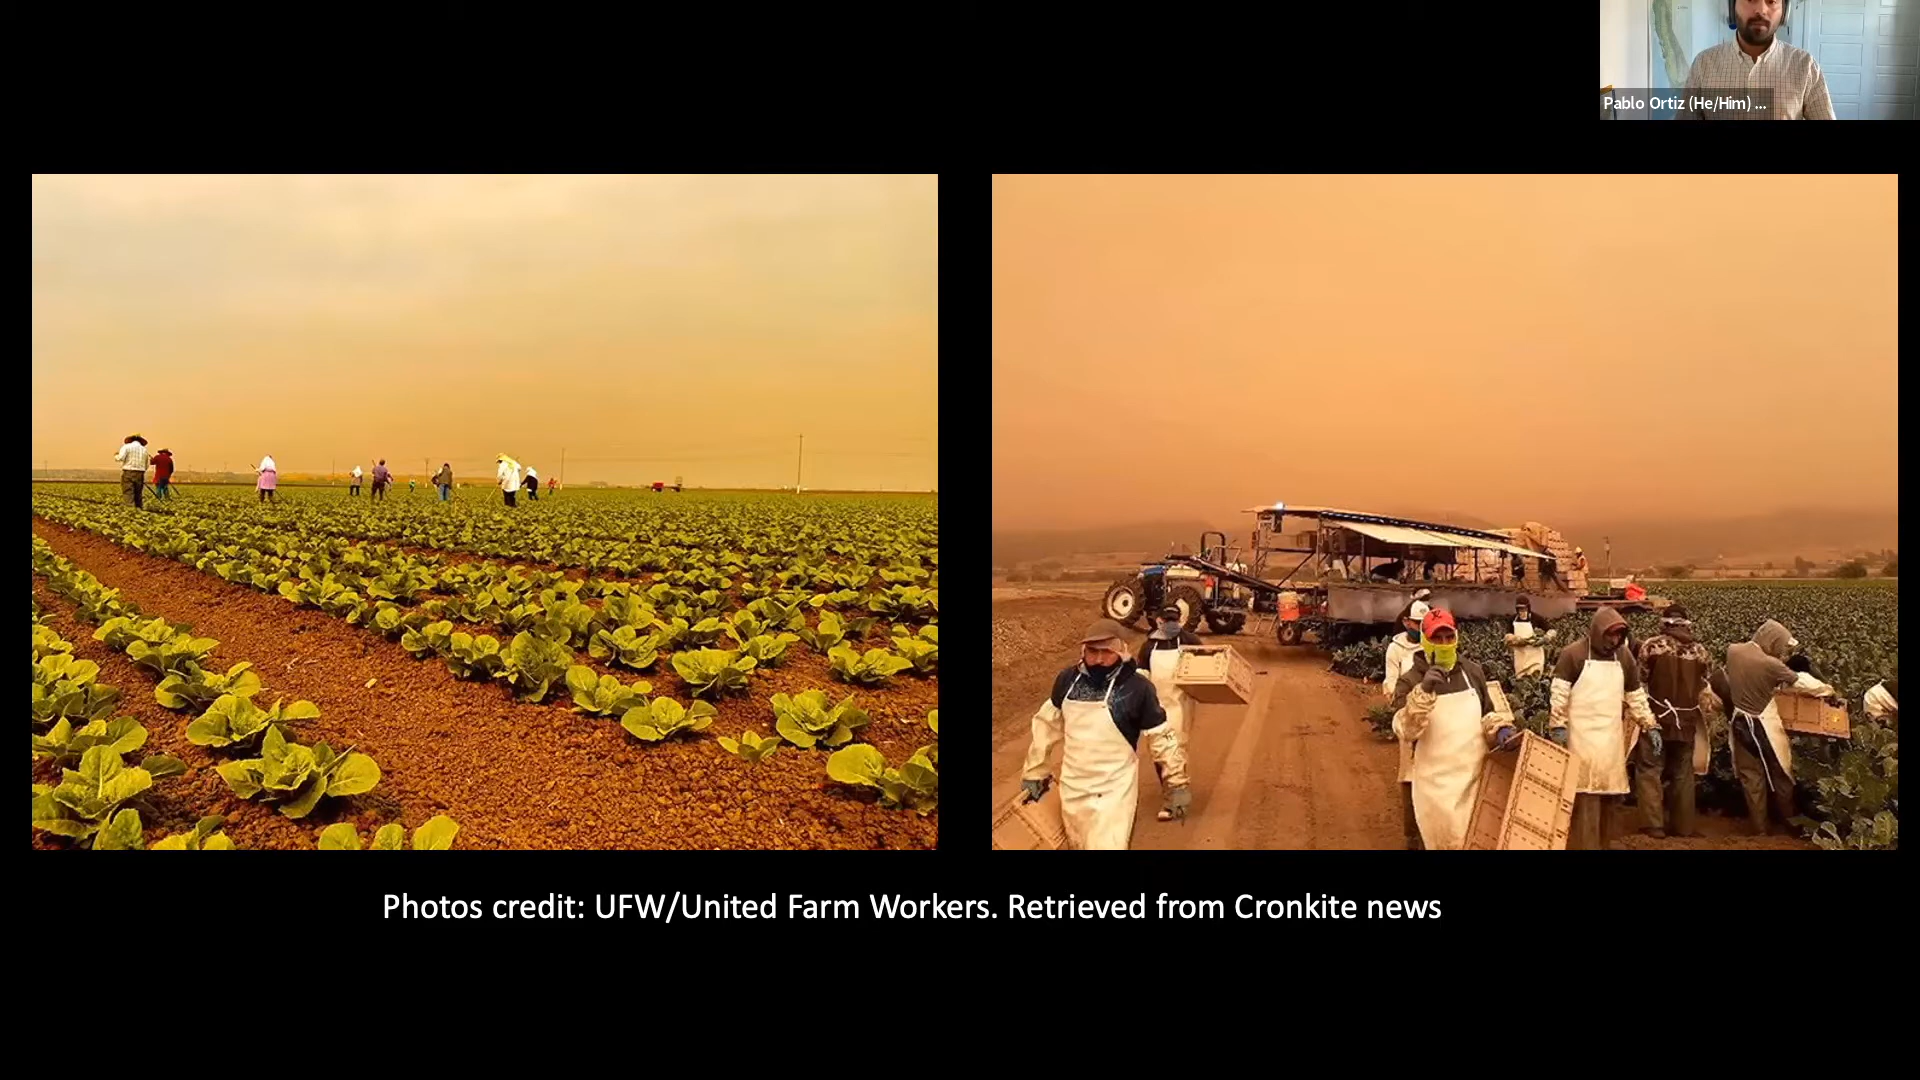 Pablo Ortiz (He/Him) ...
Photos credit: UFW/United Farm Workers. Retrieved from Cronkite news